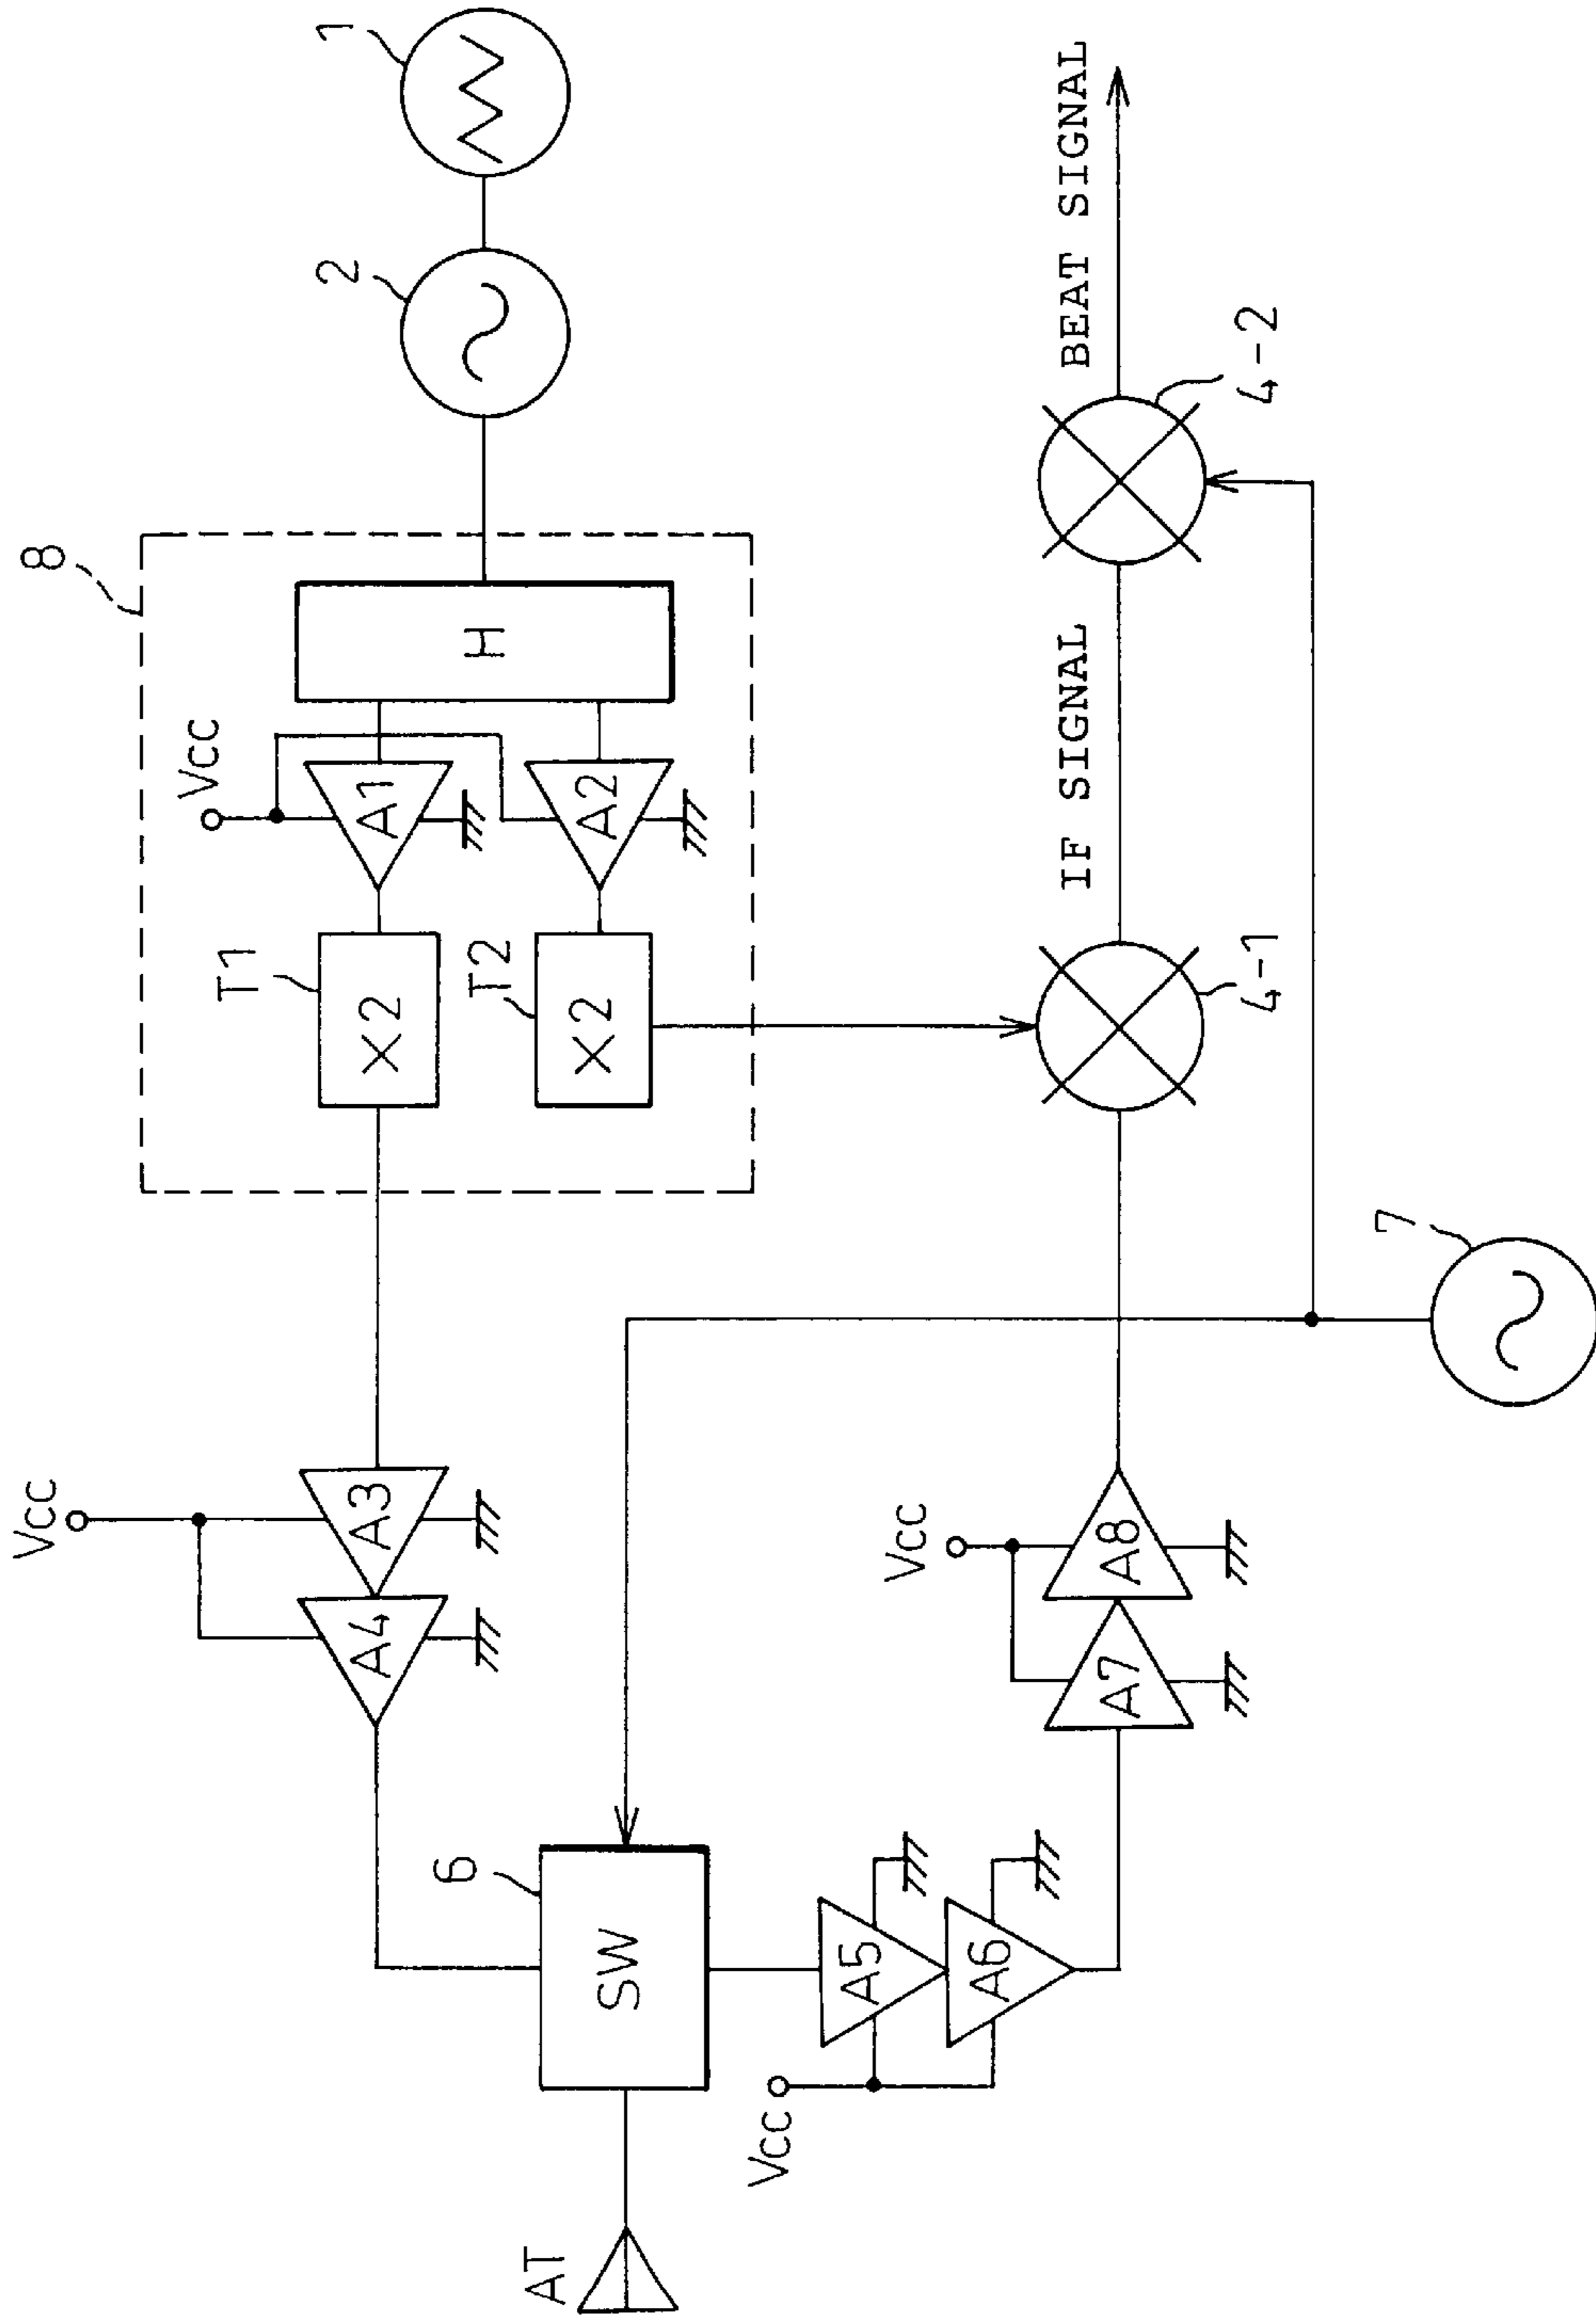 1
2
8
H
Vcc
A1
A2
T1
X2
T2
X2
BEAT SIGNAL
4-2
IF SIGNAL
4-1
7
Vcc
A3
A4
6
SW
Vcc
A8
A7
A5
A6
Vcc
AT